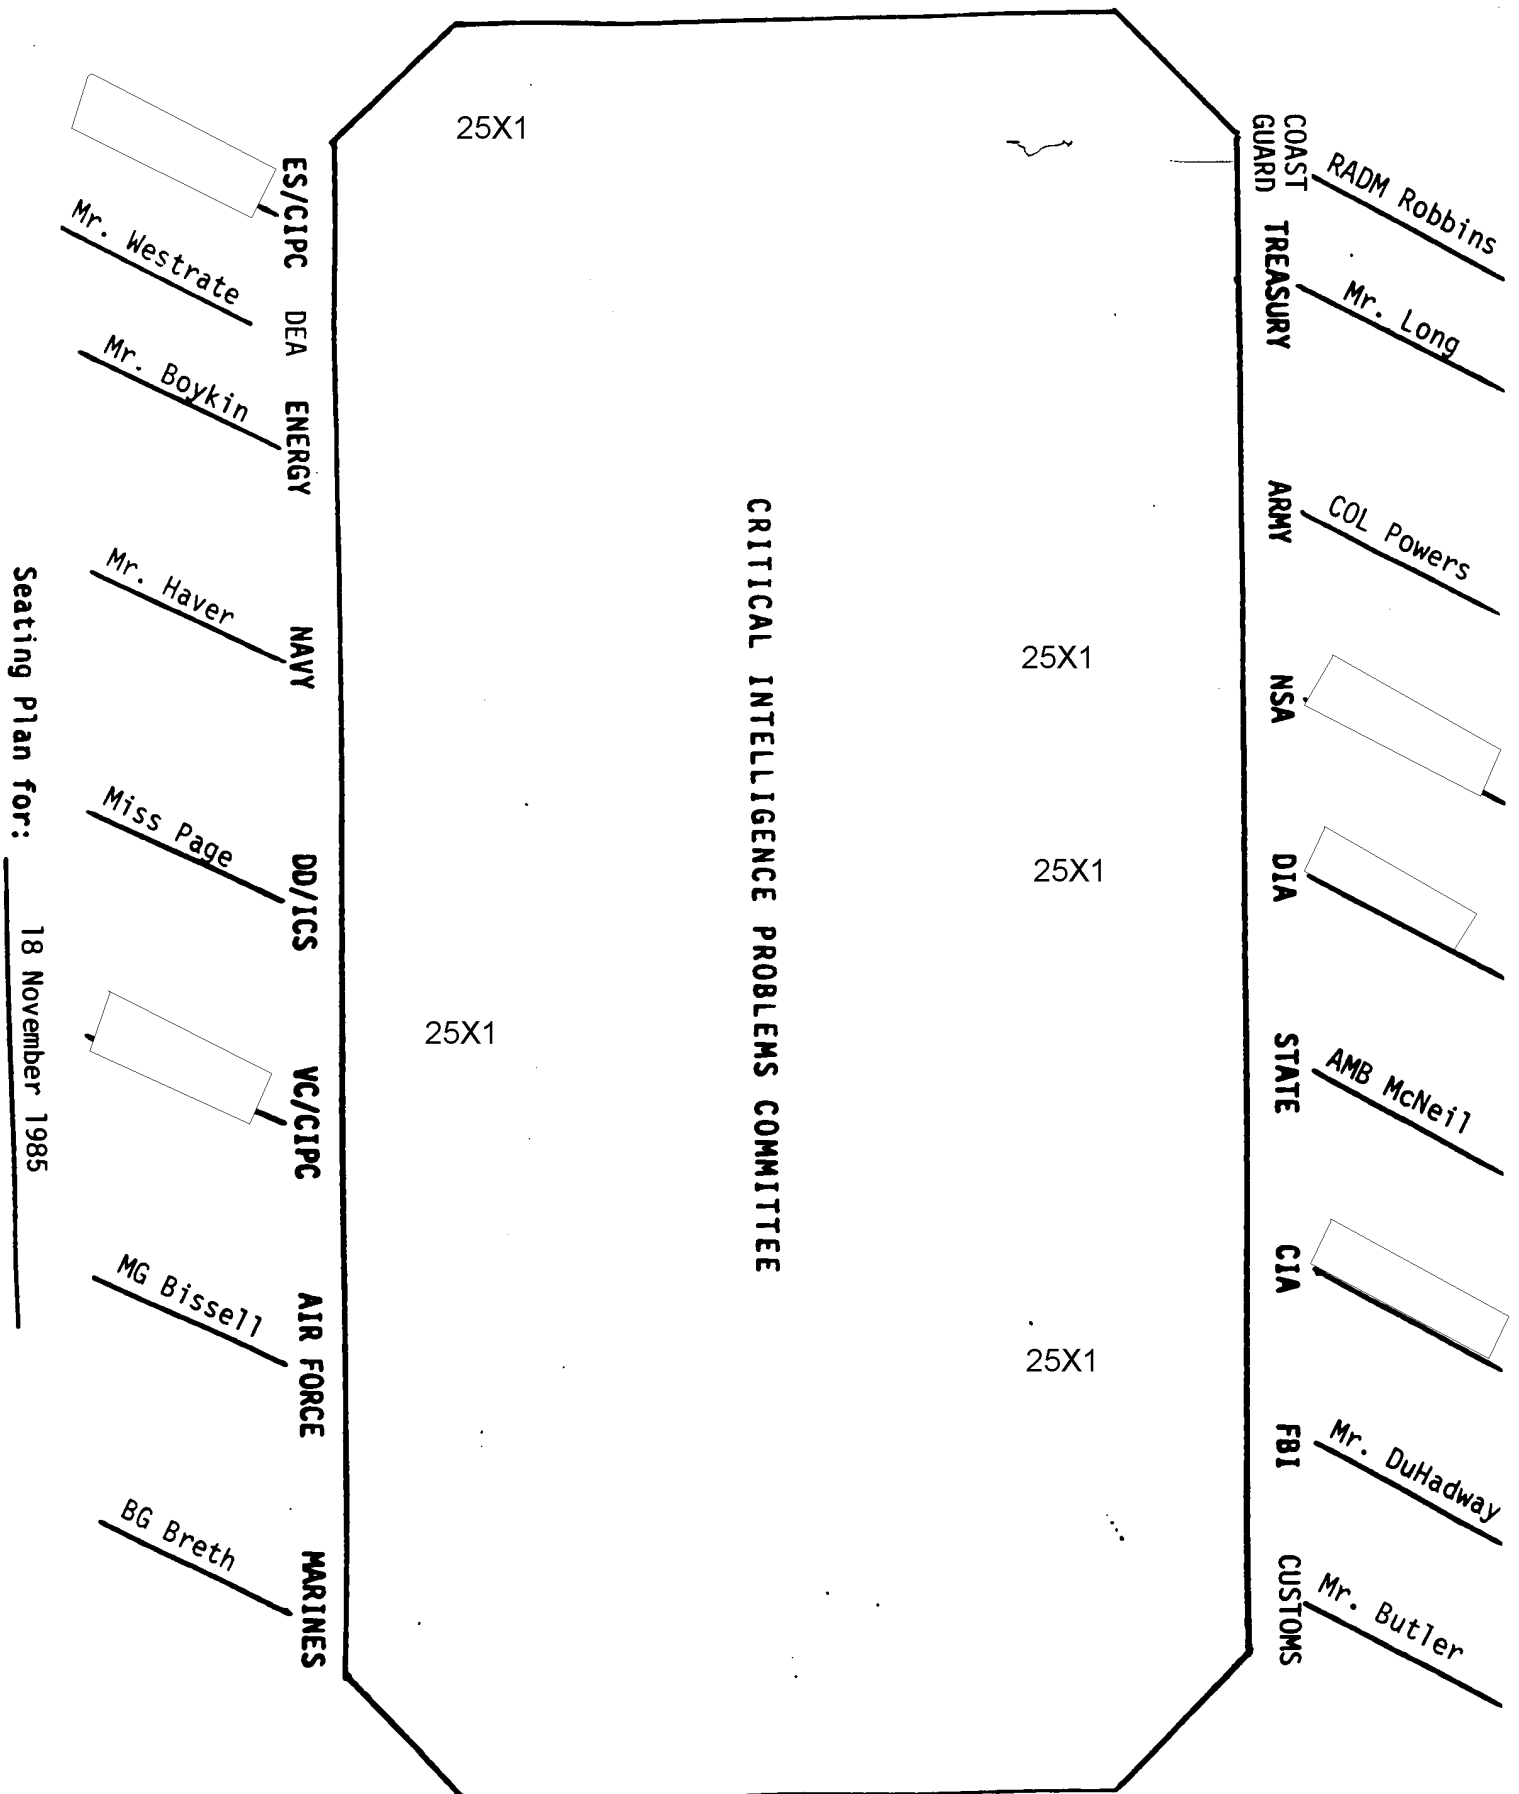 COAST
GUARD
RADM Robbins
TREASURY
Mr. Long
ARMY
COL Powers
NSA
DIA
STATE
AMB McNeil
CIA
FBI
Mr. DuHadway
CUSTOMS
Mr. Butler
25X1
25X1
25X1
25X1
25X1
CRITICAL INTELLIGENCE PROBLEMS COMMITTEE
ES/CIPC
DEA
Mr. Westrate
ENERGY
Mr. Boykin
NAVY
Mr. Haver
DD/ICS
Miss Page
VC/CIPC
AIR FORCE
MG Bissell
MARINES
BG Breth
Seating Plan for: 18 November 1985